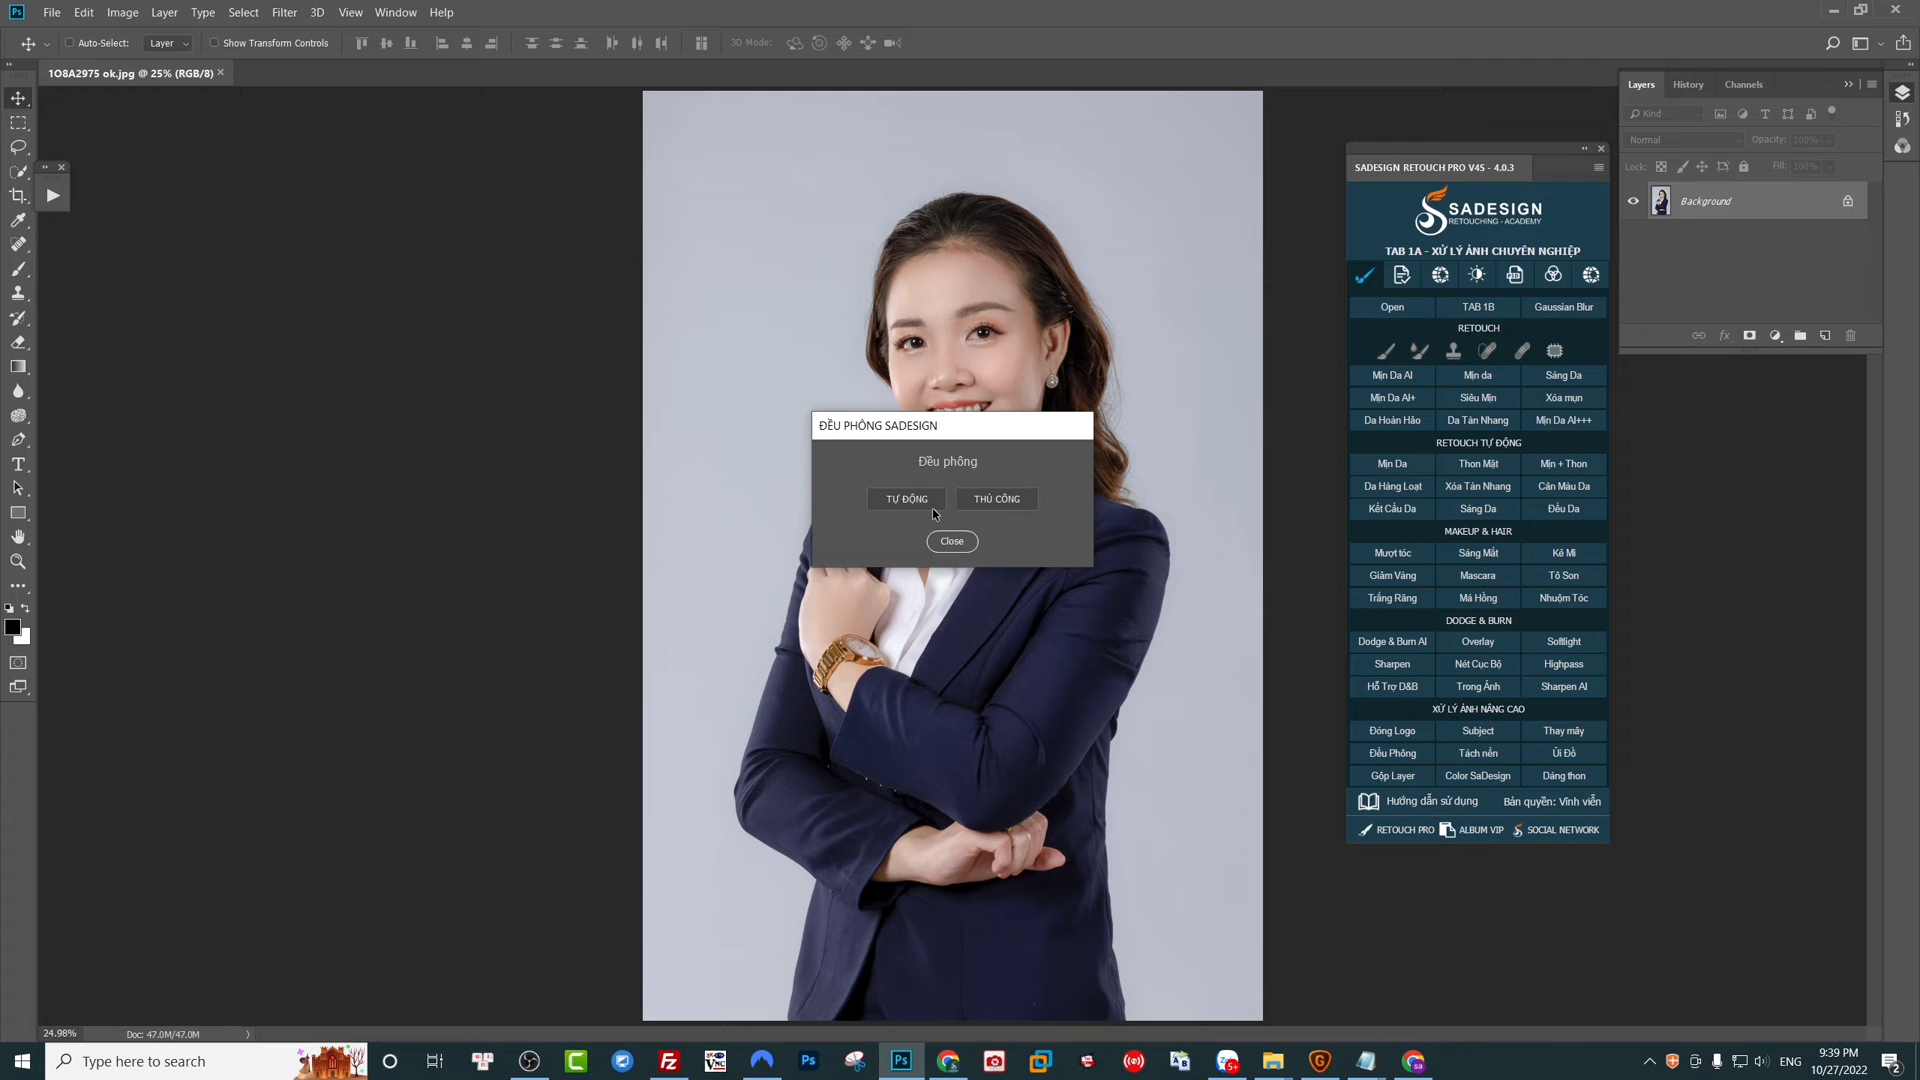 File Edit Image Layer Type Select Filter 3D View Window Help
Auto-Select: Layer Show Transform Controls 3D Mode:
1O8A2975 ok.jpg @ 25% (RGB/8)
Layers History Channels
Kind
Normal Opacity: 100%
Lock: Fill: 100%
Background
SADESIGN RETOUCH PRO V4S - 4.0.3
SADESIGN
RETOUCHING - ACADEMY
TAB 1A - XỬ LÝ ẢNH CHUYÊN NGHIỆP
Open TAB 1B Gaussian Blur
RETOUCH
Mịn Da AI Mịn da Sáng Da
Mịn Da AI+ Siêu Mịn Xóa mụn
Da Hoàn Hảo Da Tàn Nhang Mịn Da AI+++
RETOUCH TỰ ĐỘNG
Mịn Da Thon Mặt Mịn + Thon
Da Hàng Loạt Xóa Tàn Nhang Cân Màu Da
Kết Cấu Da Sáng Da Đều Da
MAKEUP & HAIR
Mượt tóc Sáng Mắt Kẻ Mi
Giảm Vàng Mascara Tô Son
Trắng Răng Má Hồng Nhuộm Tóc
DODGE & BURN
Dodge & Burn AI Overlay Softlight
Sharpen Nét Cục Bộ Highpass
Hỗ Trợ D&B Trong Ảnh Sharpen AI
XỬ LÝ ẢNH NÂNG CAO
Đóng Logo Subject Thay mây
Đều Phông Tách nền Ủi Đồ
Gộp Layer Color SaDesign Dáng thon
Hướng dẫn sử dụng Bản quyền: Vĩnh viễn
RETOUCH PRO ALBUM VIP SOCIAL NETWORK
ĐỀU PHÔNG SADESIGN
Đều phông
TỰ ĐỘNG THỦ CÔNG
Close
24.98% Doc: 47.0M/47.0M
Type here to search
ENG
9:39 PM
10/27/2022